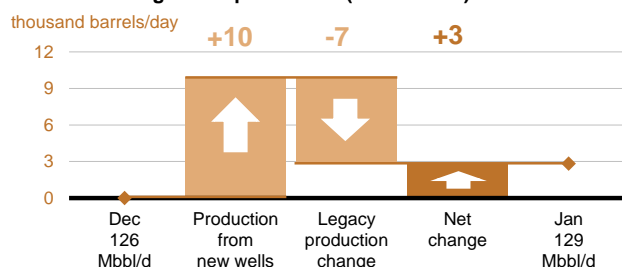 thousand barrels/day
+10 -7 +3
12
9
6
3
0
Dec Production Legacy Net Jan
126 from production change 129
Mbbl/d new wells change Mbbl/d